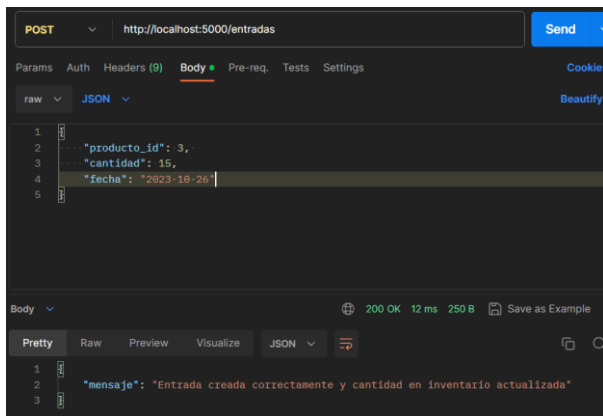 POST http://localhost:5000/entradas Send
Params Auth Headers (9) Body Pre-req. Tests Settings Cookies
raw JSON Beautify
1 {
2 "producto_id": 3,
3 "cantidad": 15,
4 "fecha": "2023-10-26"
5 }
Body 200 OK 12 ms 250 B Save as Example
Pretty Raw Preview Visualize JSON
1 {
2 "mensaje": "Entrada creada correctamente y cantidad en inventario actualizada"
3 }